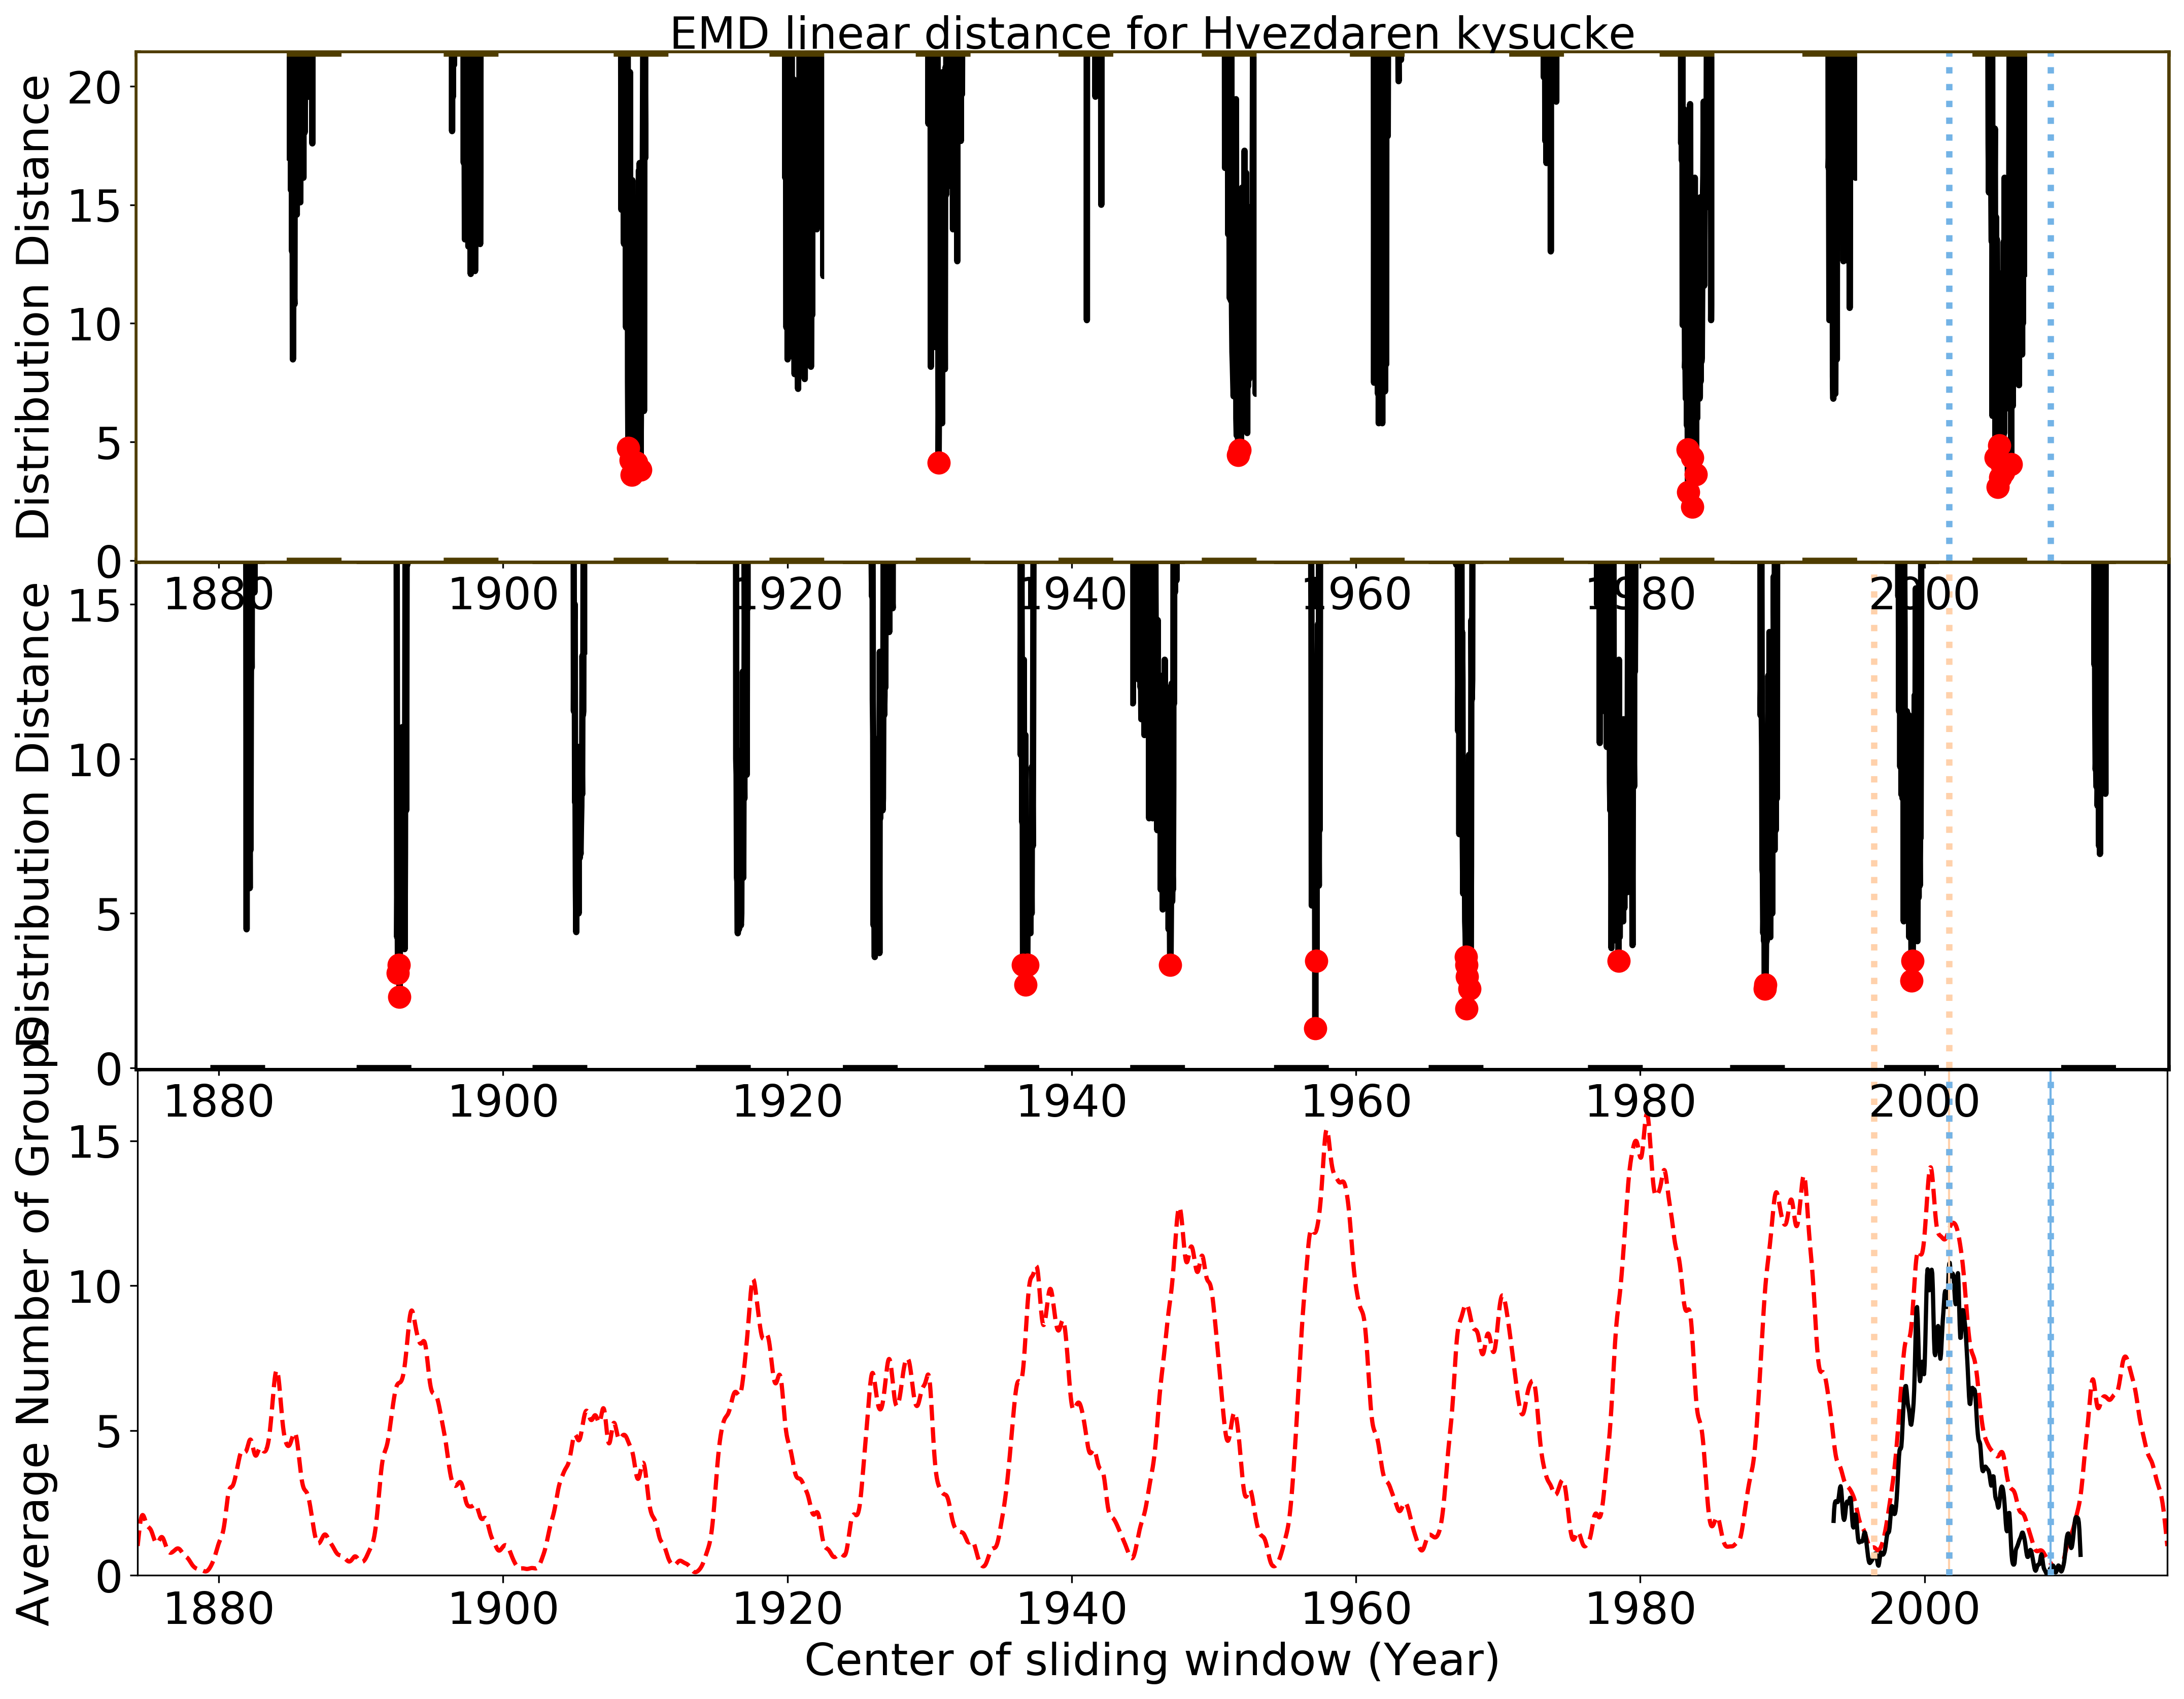 EMD linear distance for Hvezdaren kysucke
Distribution Distance
20
15
10
5
0
1880 1900 1920 1940 1960 1980 2000
Distribution Distance
15
10
5
0
1880 1900 1920 1940 1960 1980 2000
Average Number of Groups
15
10
5
0
1880 1900 1920 1940 1960 1980 2000
Center of sliding window (Year)